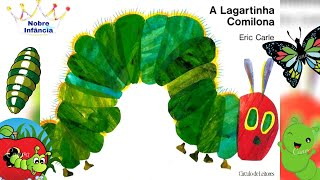 Nobre
Infância
A Lagartinha
Comilona
Eric Carle
Círculo de Leitores